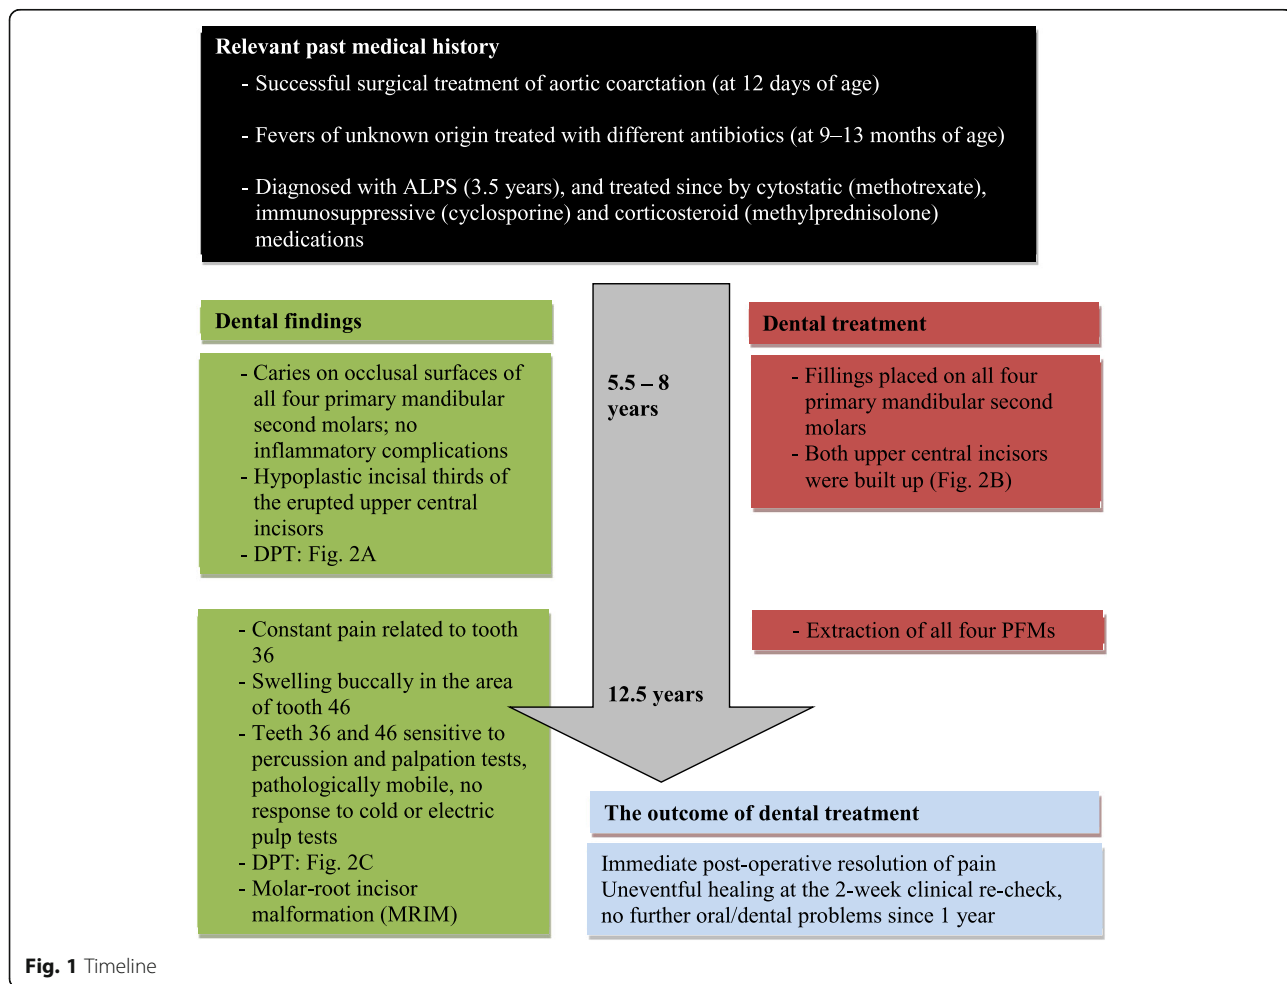 Relevant past medical history
- Successful surgical treatment of aortic coarctation (at 12 days of age)
- Fevers of unknown origin treated with different antibiotics (at 9–13 months of age)
- Diagnosed with ALPS (3.5 years), and treated since by cytostatic (methotrexate),
immunosuppressive (cyclosporine) and corticosteroid (methylprednisolone)
medications
Dental findings
- Caries on occlusal surfaces of
all four primary mandibular
second molars; no
inflammatory complications
- Hypoplastic incisal thirds of
the erupted upper central
incisors
- DPT: Fig. 2A
5.5 – 8
years
Dental treatment
- Fillings placed on all four
primary mandibular second
molars
- Both upper central incisors
were built up (Fig. 2B)
- Constant pain related to tooth
36
- Swelling buccally in the area
of tooth 46
- Teeth 36 and 46 sensitive to
percussion and palpation tests,
pathologically mobile, no
response to cold or electric
pulp tests
- DPT: Fig. 2C
- Molar-root incisor
malformation (MRIM)
12.5 years
- Extraction of all four PFMs
The outcome of dental treatment
Immediate post-operative resolution of pain
Uneventful healing at the 2-week clinical re-check,
no further oral/dental problems since 1 year
Fig. 1 Timeline